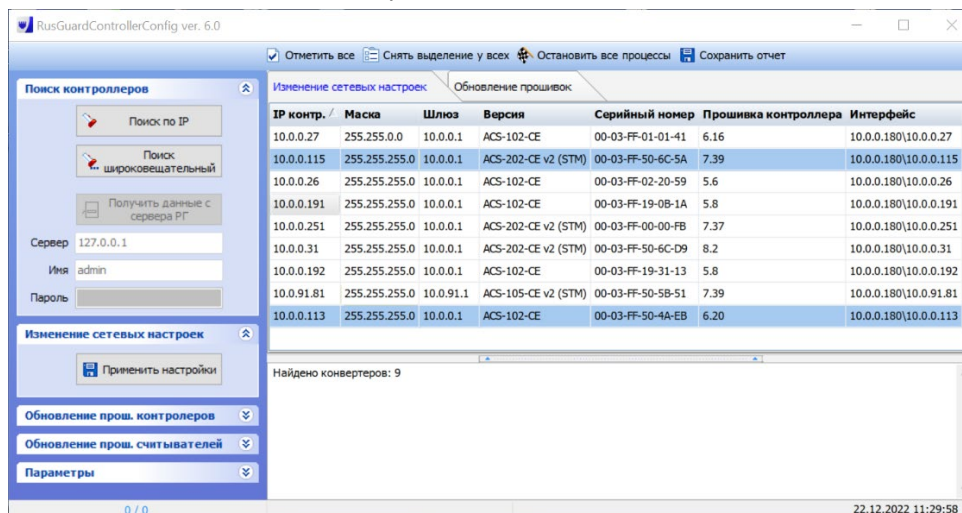 RusGuardControllerConfig ver. 6.0
Отметить все Снять выделение у всех Остановить все процессы Сохранить отчет
Поиск контроллеров
Поиск по IP
Поиск
широковещательный
Получить данные с
сервера РГ
Сервер 127.0.0.1
Имя admin
Пароль
Изменение сетевых настроек
Применить настройки
Обновление прош. контролеров
Обновление прош. считывателей
Параметры
0 / 0
Изменение сетевых настроек Обновление прошивок
IP контр. Маска Шлюз Версия Серийный номер Прошивка контроллера Интерфейс
10.0.0.27 255.255.0.0 10.0.0.1 ACS-102-CE 00-03-FF-01-01-41 6.16 10.0.0.180\10.0.0.27
10.0.0.115 255.255.255.0 10.0.0.1 ACS-202-CE v2 (STM) 00-03-FF-50-6C-5A 7.39 10.0.0.180\10.0.0.115
10.0.0.26 255.255.255.0 10.0.0.1 ACS-102-CE 00-03-FF-02-20-59 5.6 10.0.0.180\10.0.0.26
10.0.0.191 255.255.255.0 10.0.0.1 ACS-102-CE 00-03-FF-19-0B-1A 5.8 10.0.0.180\10.0.0.191
10.0.0.251 255.255.255.0 10.0.0.1 ACS-202-CE v2 (STM) 00-03-FF-00-00-FB 7.37 10.0.0.180\10.0.0.251
10.0.0.31 255.255.255.0 10.0.0.1 ACS-202-CE v2 (STM) 00-03-FF-50-6C-D9 8.2 10.0.0.180\10.0.0.31
10.0.0.192 255.255.255.0 10.0.0.1 ACS-102-CE 00-03-FF-19-31-13 5.8 10.0.0.180\10.0.0.192
10.0.91.81 255.255.255.0 10.0.91.1 ACS-105-CE v2 (STM) 00-03-FF-50-5B-51 7.39 10.0.0.180\10.0.91.81
10.0.0.113 255.255.255.0 10.0.0.1 ACS-102-CE 00-03-FF-50-4A-EB 6.20 10.0.0.180\10.0.0.113
Найдено конвертеров: 9
22.12.2022 11:29:58